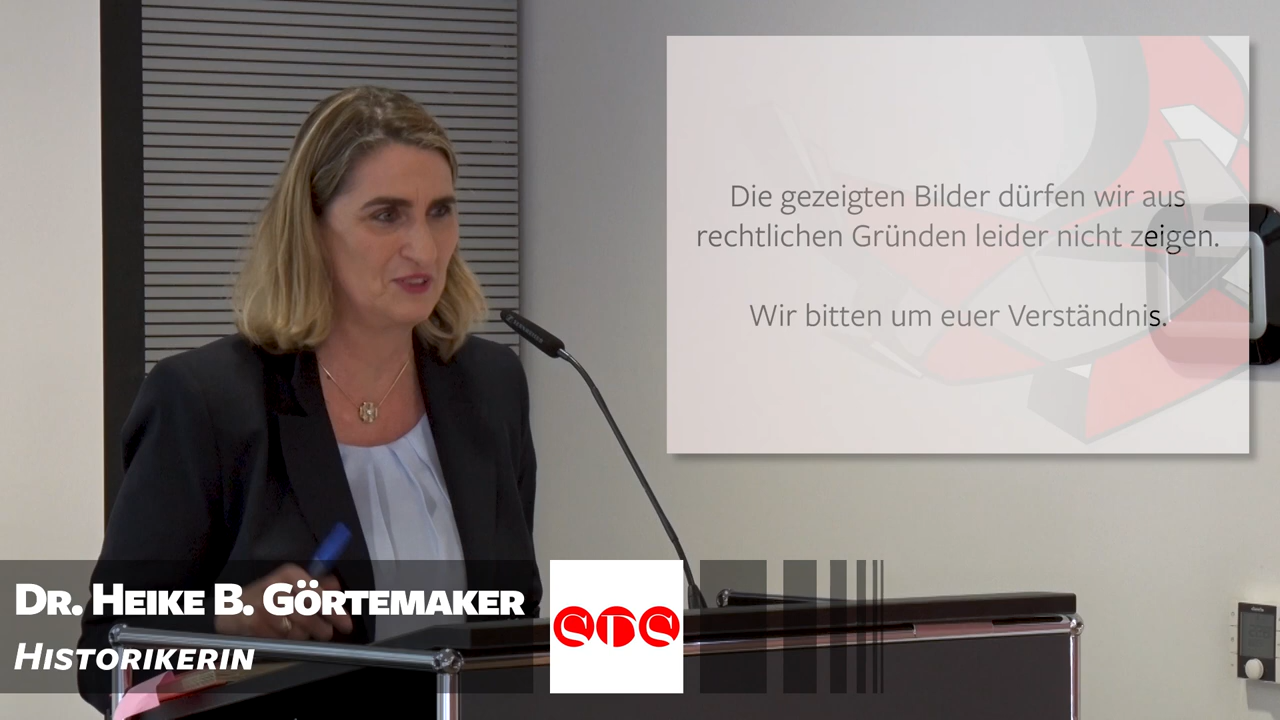 Die gezeigten Bilder dürfen wir aus
rechtlichen Gründen leider nicht zeigen.
Wir bitten um euer Verständnis.
Dr. Heike B. Görtemaker
Historikerin